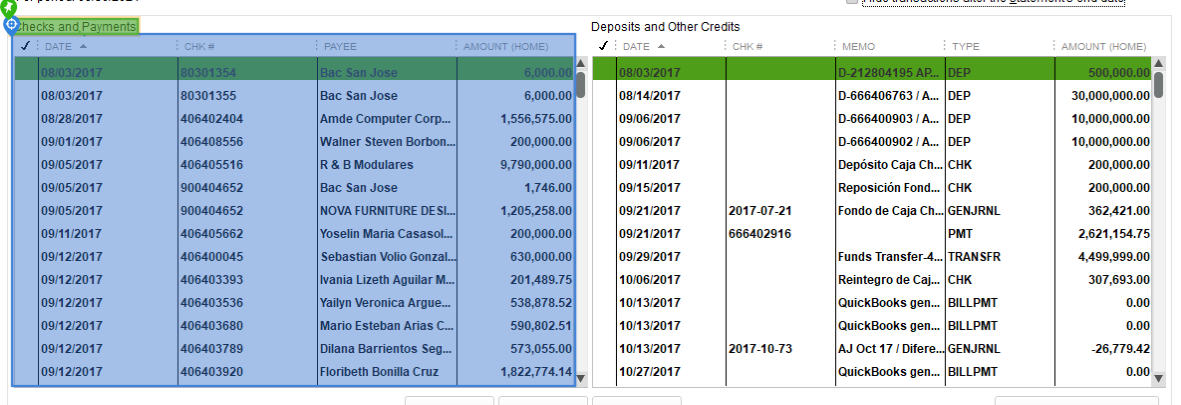 Checks and Payments
✓ DATE CHK # PAYEE AMOUNT (HOME)
08/03/2017 80301354 Bac San Jose 6,000.00
08/03/2017 80301355 Bac San Jose 6,000.00
08/28/2017 406402404 Amde Computer Corp... 1,556,575.00
09/01/2017 406408556 Walner Steven Borbon... 200,000.00
09/05/2017 406405516 R & B Modulares 9,790,000.00
09/05/2017 900404652 Bac San Jose 1,746.00
09/05/2017 900404652 NOVA FURNITURE DESI... 1,205,258.00
09/11/2017 406405662 Yoselin Maria Casasol... 200,000.00
09/12/2017 406400045 Sebastian Volio Gonzal... 630,000.00
09/12/2017 406403393 Ivania Lizeth Aguilar M... 201,489.75
09/12/2017 406403536 Yailyn Veronica Argue... 538,878.52
09/12/2017 406403680 Mario Esteban Arias C... 590,802.51
09/12/2017 406403789 Dilana Barrientos Seg... 573,055.00
09/12/2017 406403920 Floribeth Bonilla Cruz 1,822,774.14
Deposits and Other Credits
✓ DATE CHK # MEMO TYPE AMOUNT (HOME)
08/03/2017 D-212804195 AP... DEP 500,000.00
08/14/2017 D-666406763 / A... DEP 30,000,000.00
09/06/2017 D-666400903 / A... DEP 10,000,000.00
09/06/2017 D-666400902 / A... DEP 10,000,000.00
09/11/2017 Depósito Caja Ch... CHK 200,000.00
09/15/2017 Reposición Fond... CHK 200,000.00
09/21/2017 2017-07-21 Fondo de Caja Ch... GENJRNL 362,421.00
09/21/2017 666402916 PMT 2,621,154.75
09/29/2017 Funds Transfer-4... TRANSFR 4,499,999.00
10/06/2017 Reintegro de Caj... CHK 307,693.00
10/13/2017 QuickBooks gen... BILLPMT 0.00
10/13/2017 QuickBooks gen... BILLPMT 0.00
10/13/2017 2017-10-73 AJ Oct 17 / Difere... GENJRNL -26,779.42
10/27/2017 QuickBooks gen... BILLPMT 0.00